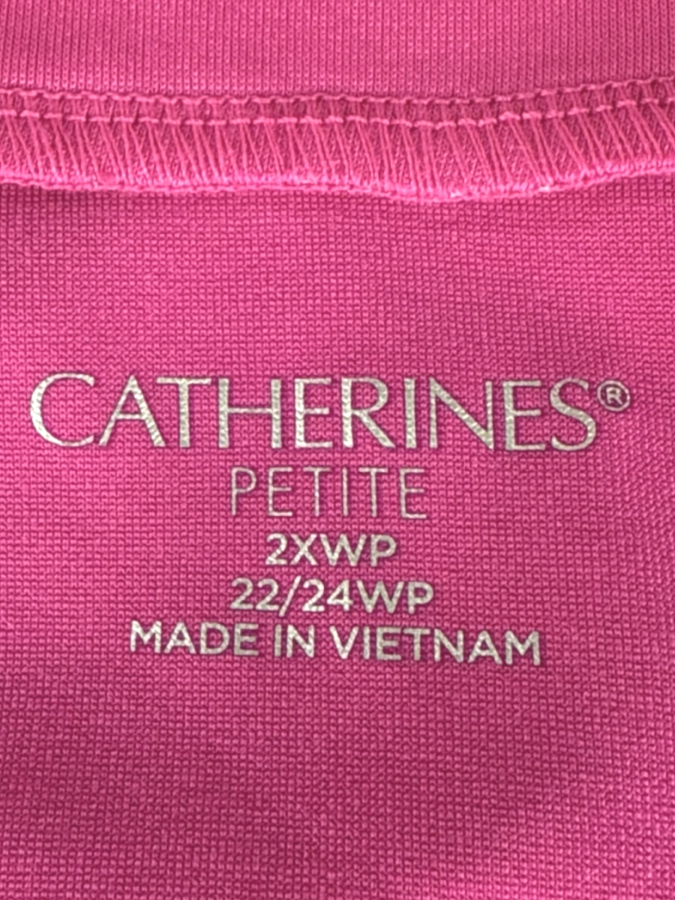 CATHERINES®
PETITE
2XWP
22/24WP
MADE IN VIETNAM